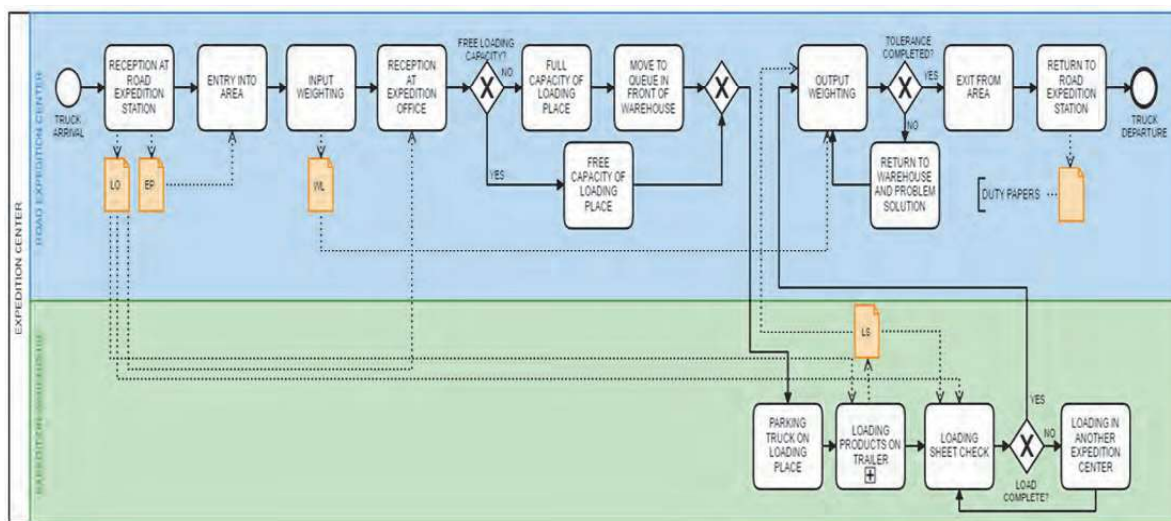 EXPEDITION CENTER
ROAD EXPEDITION CENTER
TRUCK
ARRIVAL
RECEPTION AT
ROAD
EXPEDITION
STATION
ENTRY INTO
AREA
INPUT
WEIGHTING
RECEPTION
AT
EXPEDITION
OFFICE
FREE LOADING
CAPACITY?
NO
YES
FULL
CAPACITY OF
LOADING
PLACE
MOVE TO
QUEUE IN
FRONT OF
WAREHOUSE
FREE
CAPACITY OF
LOADING
PLACE
OUTPUT
WEIGHTING
TOLERANCE
COMPLETED?
YES
NO
EXIT FROM
AREA
RETURN TO
ROAD
EXPEDITION
STATION
TRUCK
DEPARTURE
RETURN TO
WAREHOUSE
AND PROBLEM
SOLUTION
DUTY PAPERS
LO
EP
WL
LS
PARKING
TRUCK ON
LOADING
PLACE
LOADING
PRODUCTS ON
TRAILER
LOADING
SHEET CHECK
YES
NO
LOAD
COMPLETE?
LOADING IN
ANOTHER
EXPEDITION
CENTER